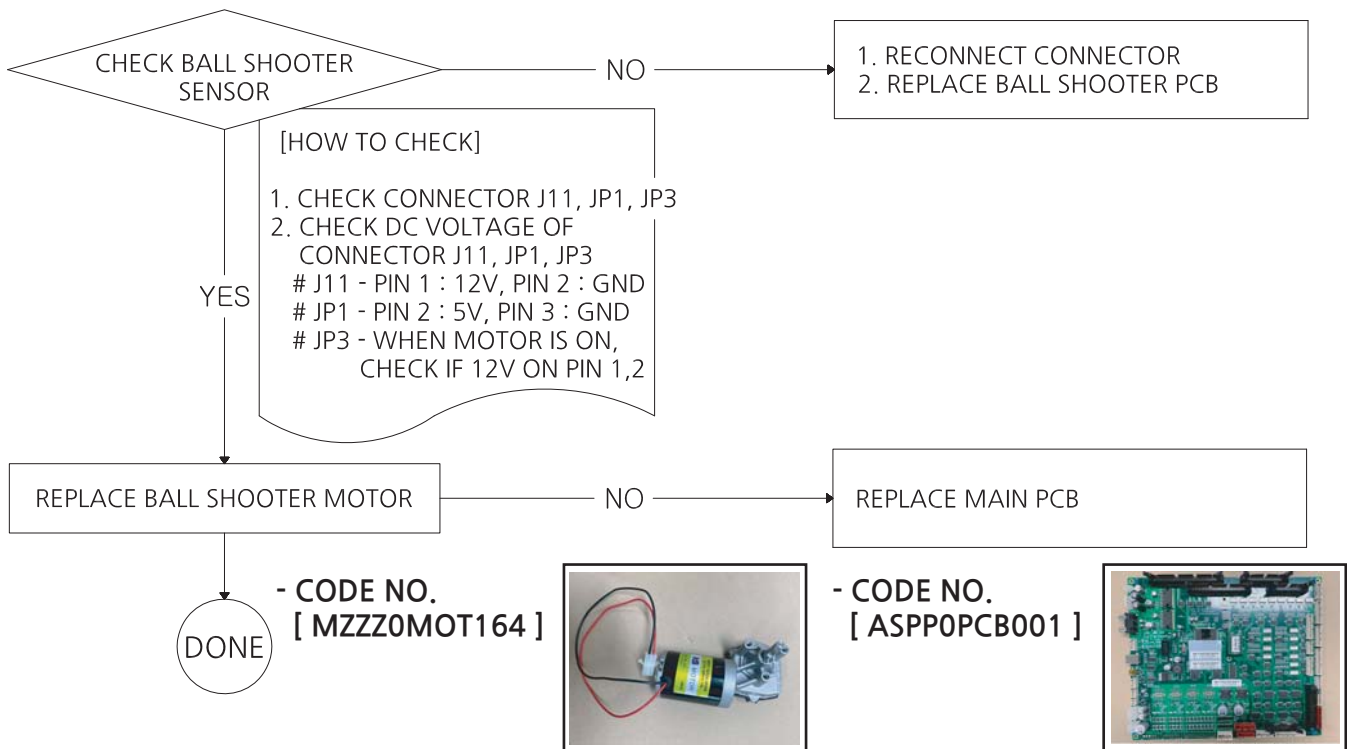 CHECK BALL SHOOTER
SENSOR
NO
1. RECONNECT CONNECTOR
2. REPLACE BALL SHOOTER PCB
[HOW TO CHECK]
1. CHECK CONNECTOR J11, JP1, JP3
2. CHECK DC VOLTAGE OF
CONNECTOR J11, JP1, JP3
# J11 - PIN 1 : 12V, PIN 2 : GND
# JP1 - PIN 2 : 5V, PIN 3 : GND
# JP3 - WHEN MOTOR IS ON,
CHECK IF 12V ON PIN 1,2
YES
REPLACE BALL SHOOTER MOTOR
NO
REPLACE MAIN PCB
DONE
- CODE NO.
[ MZZZ0MOT164 ]
- CODE NO.
[ ASPP0PCB001 ]